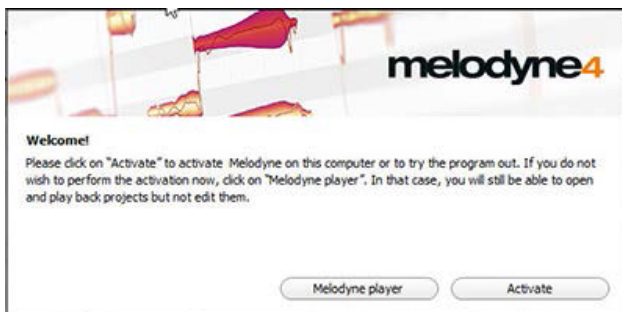 melodyne4
Welcome!
Please click on "Activate" to activate Melodyne on this computer or to try the program out. If you do not
wish to perform the activation now, click on "Melodyne player". In that case, you will still be able to open
and play back projects but not edit them.
Melodyne player
Activate